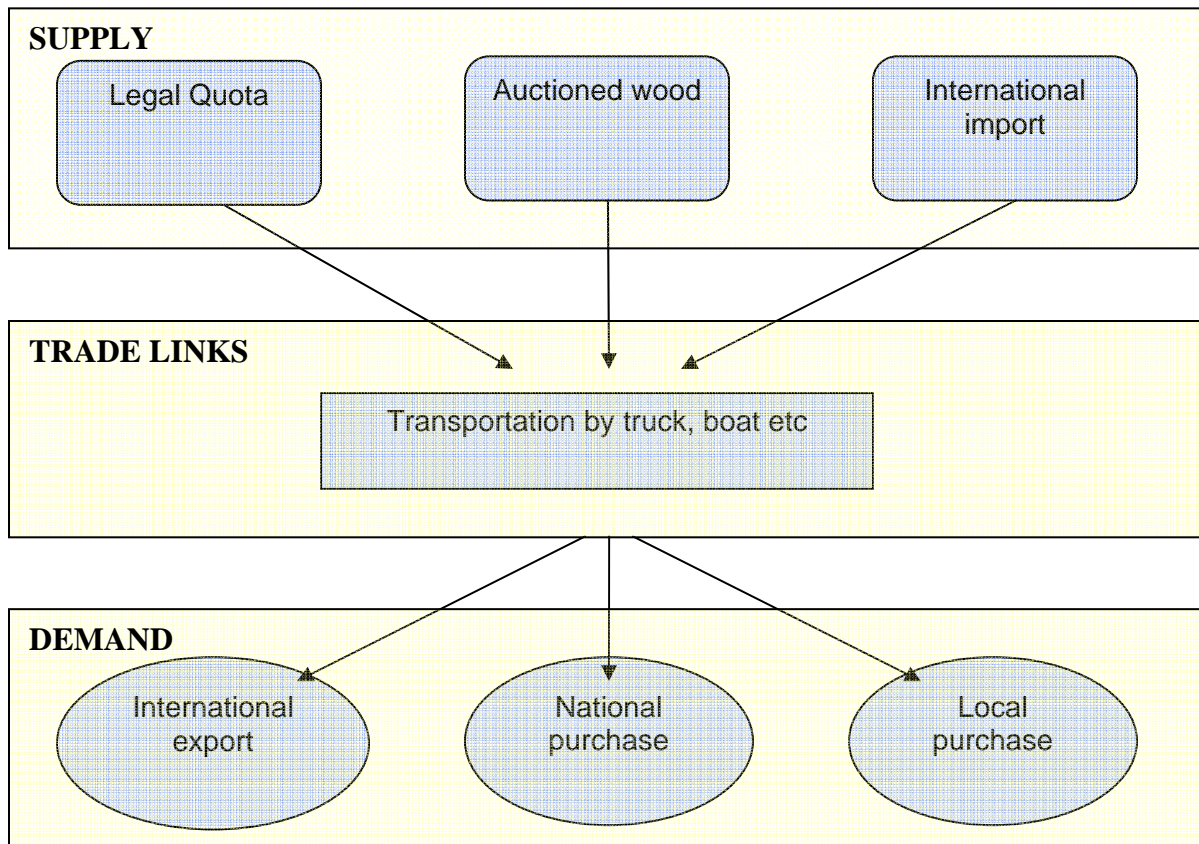 SUPPLY
Legal Quota
Auctioned wood
International
import
TRADE LINKS
Transportation by truck, boat etc
DEMAND
International
export
National
purchase
Local
purchase